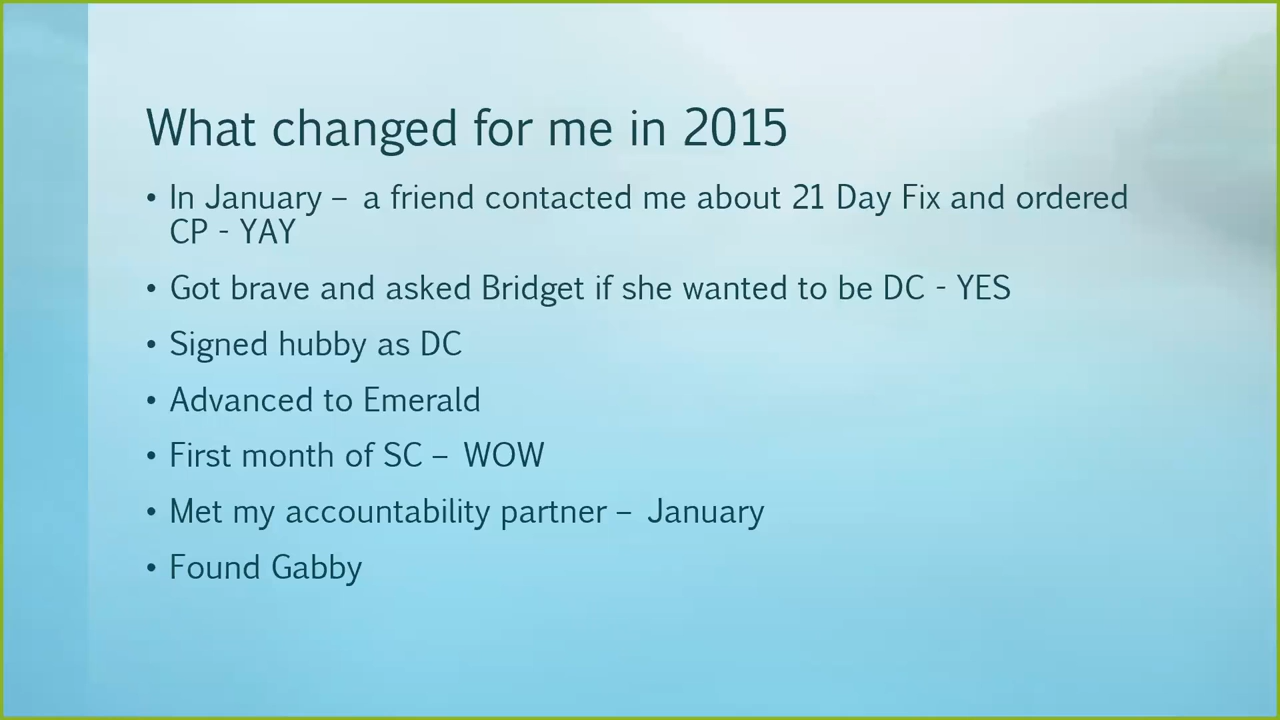 What changed for me in 2015
• In January – a friend contacted me about 21 Day Fix and ordered
CP - YAY
• Got brave and asked Bridget if she wanted to be DC - YES
• Signed hubby as DC
• Advanced to Emerald
• First month of SC – WOW
• Met my accountability partner – January
• Found Gabby